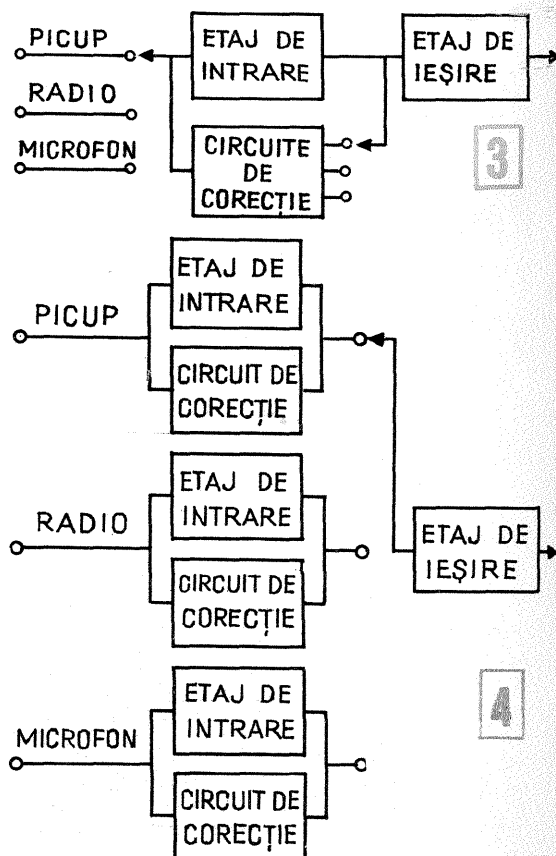 PICUP
RADIO
MICROFON
ETAJ DE
INTRARE
ETAJ DE
IEȘIRE
CIRCUITE
DE
CORECȚIE
3
PICUP
ETAJ DE
INTRARE
CIRCUIT DE
CORECȚIE
RADIO
ETAJ DE
INTRARE
CIRCUIT DE
CORECȚIE
ETAJ DE
IEȘIRE
MICROFON
ETAJ DE
INTRARE
CIRCUIT DE
CORECȚIE
4